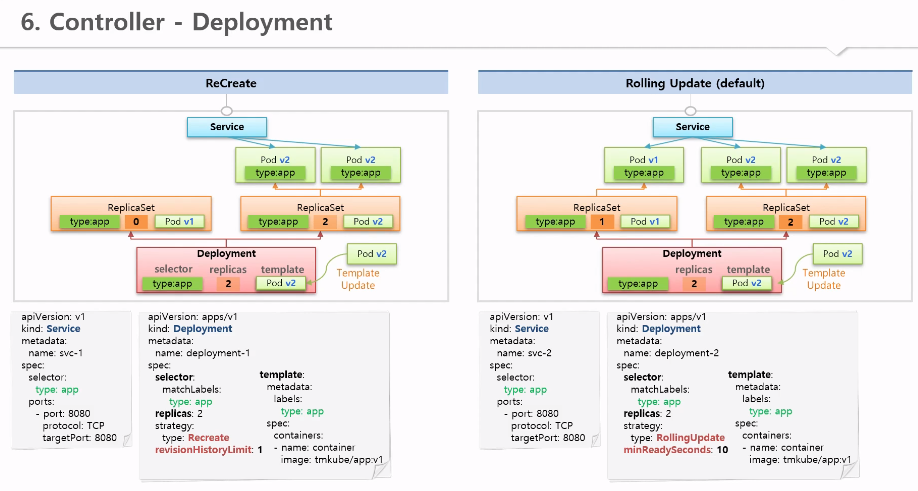 6. Controller - Deployment
ReCreate
Service
Pod v2
type:app
Pod v2
type:app
ReplicaSet
type:app 0 Pod v1
ReplicaSet
type:app 2 Pod v2
Deployment
selector replicas template
type:app 2 Pod v2
Pod v2
Template
Update
apiVersion: v1
kind: Service
metadata:
name: svc-1
spec:
selector:
type: app
ports:
- port: 8080
protocol: TCP
targetPort: 8080
apiVersion: apps/v1
kind: Deployment
metadata:
name: deployment-1
spec:
selector:
matchLabels:
type: app
replicas: 2
strategy:
type: Recreate
revisionHistoryLimit: 1
template:
metadata:
labels:
type: app
spec:
containers:
- name: container
image: tmkube/app:v1
Rolling Update (default)
Service
Pod v1
type:app
Pod v2
type:app
Pod v2
type:app
ReplicaSet
type:app 1 Pod v1
ReplicaSet
type:app 2 Pod v2
Deployment
replicas template
type:app 2 Pod v2
Pod v2
Template
Update
apiVersion: v1
kind: Service
metadata:
name: svc-2
spec:
selector:
type: app
ports:
- port: 8080
protocol: TCP
targetPort: 8080
apiVersion: apps/v1
kind: Deployment
metadata:
name: deployment-2
spec:
selector:
matchLabels:
type: app
replicas: 2
strategy:
type: RollingUpdate
minReadySeconds: 10
template:
metadata:
labels:
type: app
spec:
containers:
- name: container
image: tmkube/app:v1